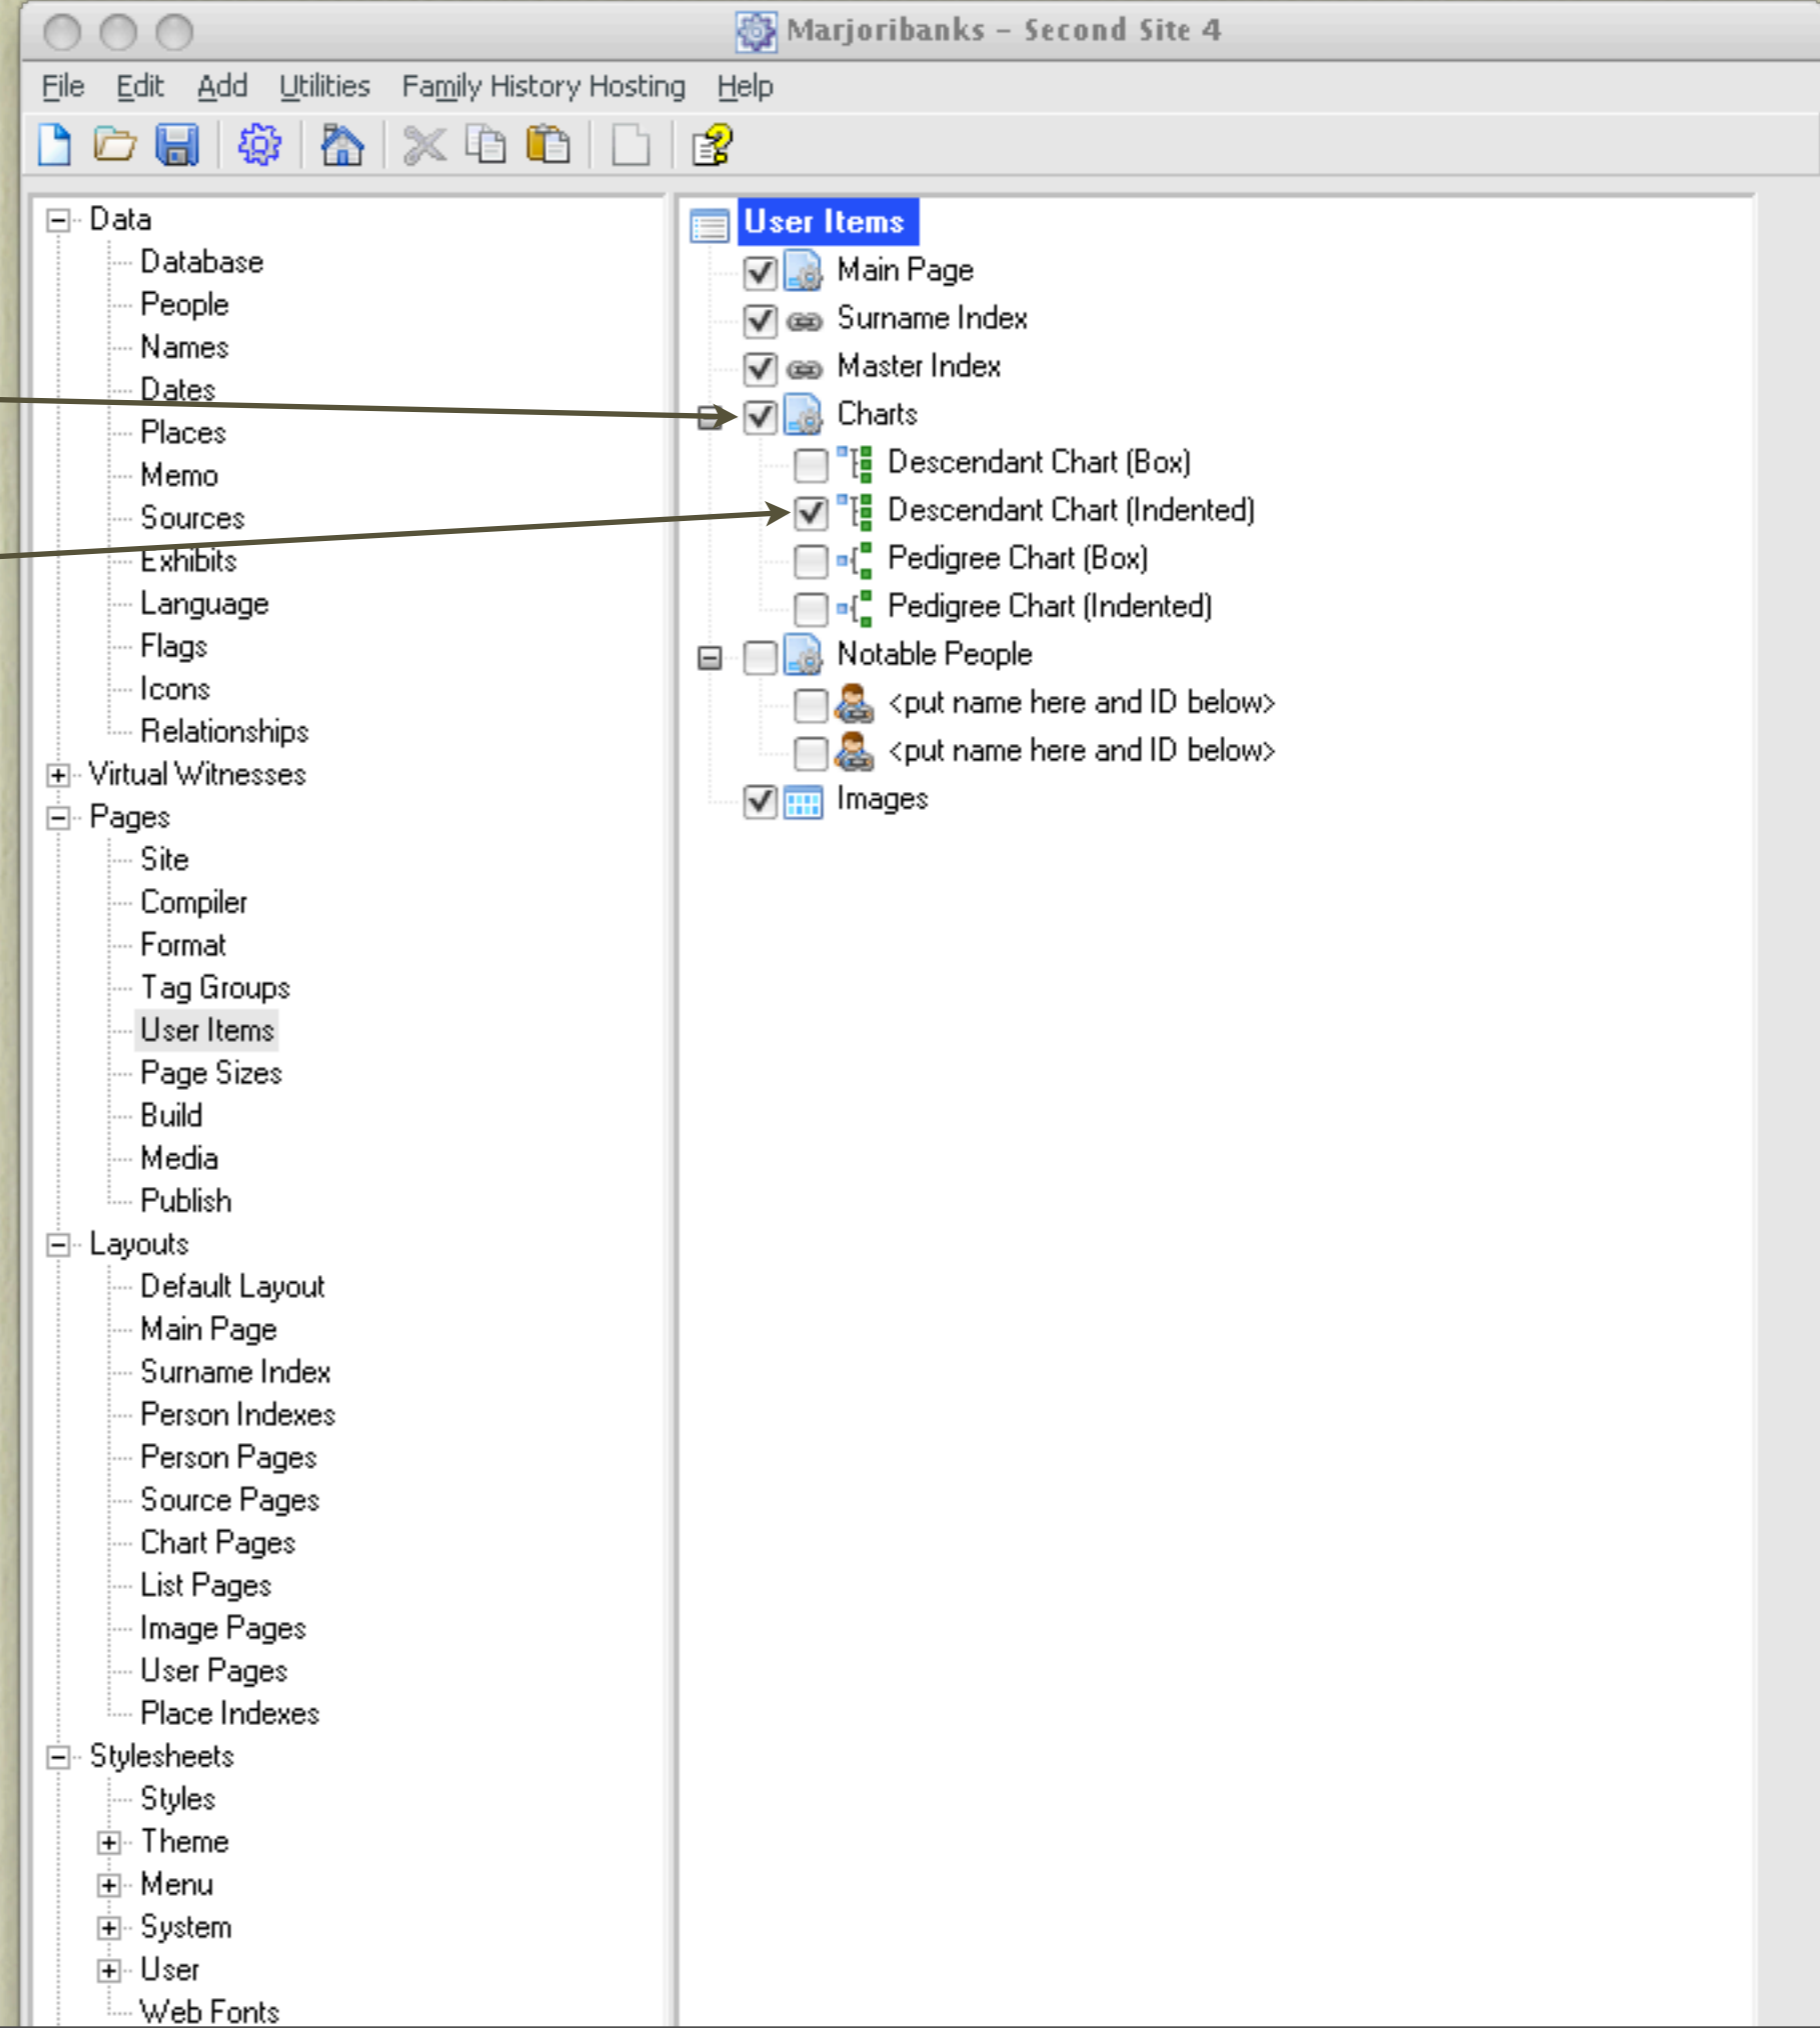 Marjoribanks – Second Site 4
File Edit Add Utilities Family History Hosting Help
Data
Database
People
Names
Dates
Places
Memo
Sources
Exhibits
Language
Flags
Icons
Relationships
Virtual Witnesses
Pages
Site
Compiler
Format
Tag Groups
User Items
Page Sizes
Build
Media
Publish
Layouts
Default Layout
Main Page
Surname Index
Person Indexes
Person Pages
Source Pages
Chart Pages
List Pages
Image Pages
User Pages
Place Indexes
Stylesheets
Styles
Theme
Menu
System
User
Web Fonts
User Items
Main Page
Surname Index
Master Index
Charts
Descendant Chart (Box)
Descendant Chart (Indented)
Pedigree Chart (Box)
Pedigree Chart (Indented)
Notable People
<put name here and ID below>
<put name here and ID below>
Images